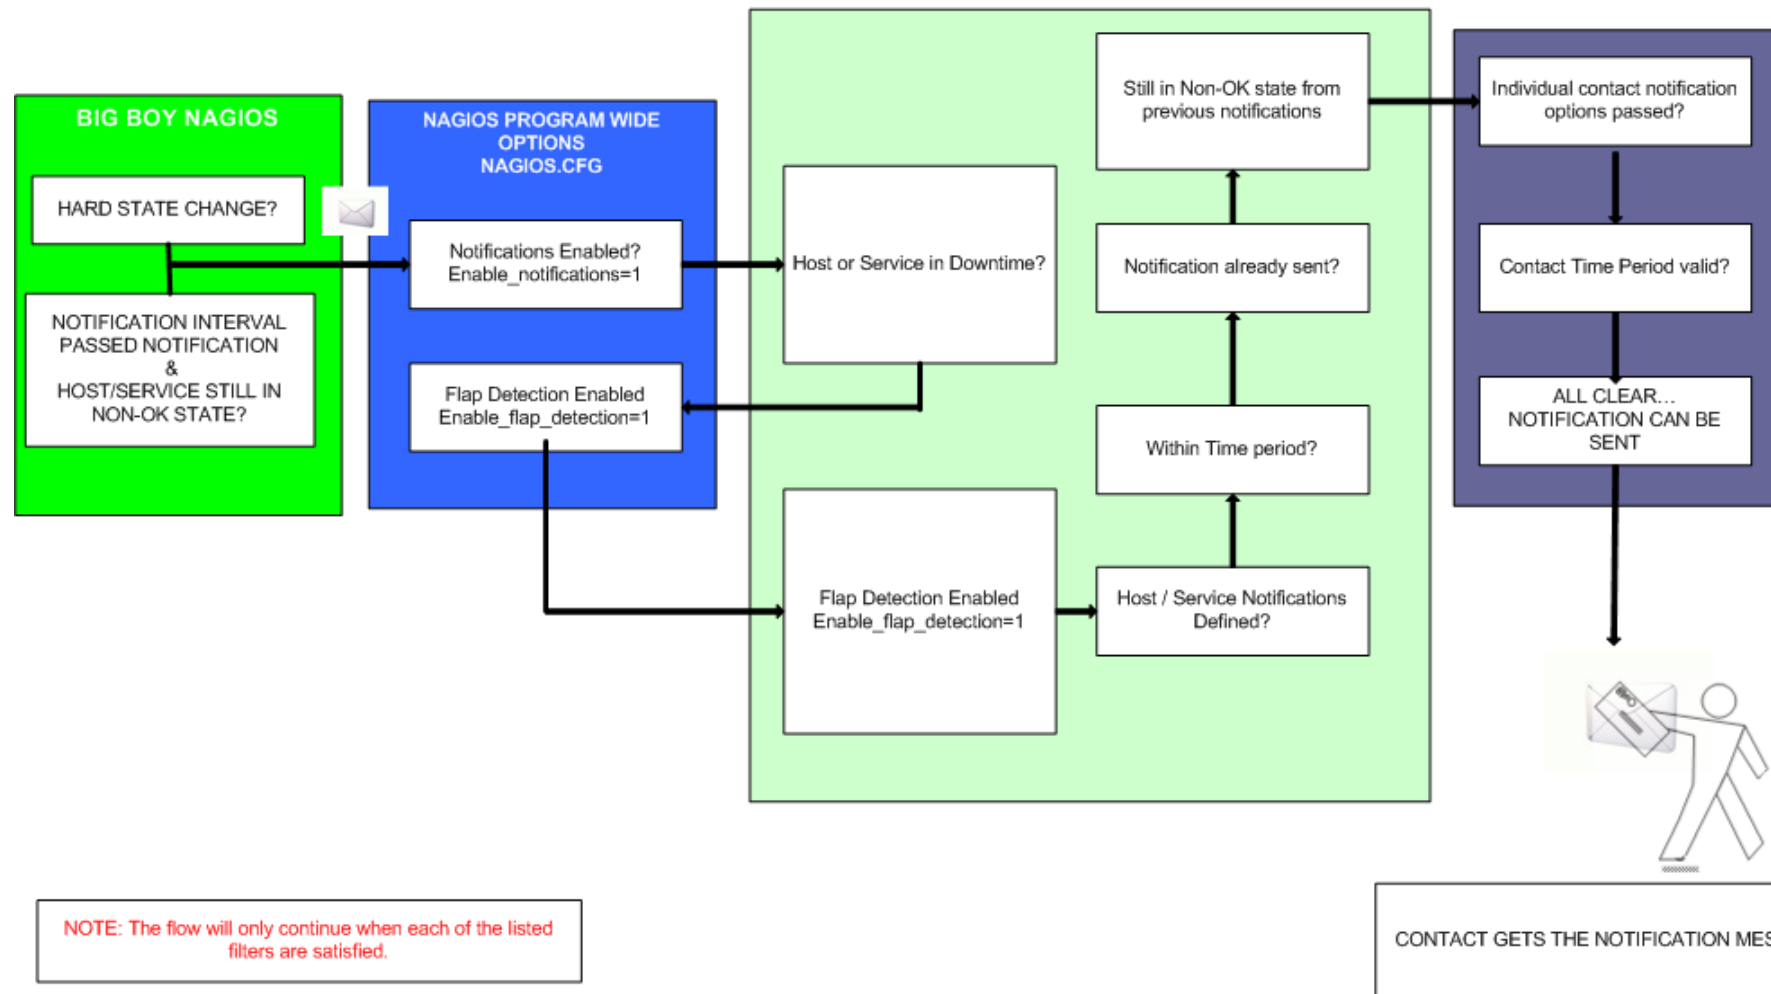 BIG BOY NAGIOS
HARD STATE CHANGE?
NOTIFICATION INTERVAL
PASSED NOTIFICATION
&
HOST/SERVICE STILL IN
NON-OK STATE?
NAGIOS PROGRAM WIDE
OPTIONS
NAGIOS.CFG
Notifications Enabled?
Enable_notifications=1
Flap Detection Enabled
Enable_flap_detection=1
Host or Service in Downtime?
Flap Detection Enabled
Enable_flap_detection=1
Still in Non-OK state from
previous notifications
Notification already sent?
Within Time period?
Host / Service Notifications
Defined?
Individual contact notification
options passed?
Contact Time Period valid?
ALL CLEAR...
NOTIFICATION CAN BE
SENT
NOTE: The flow will only continue when each of the listed
filters are satisfied.
CONTACT GETS THE NOTIFICATION MES